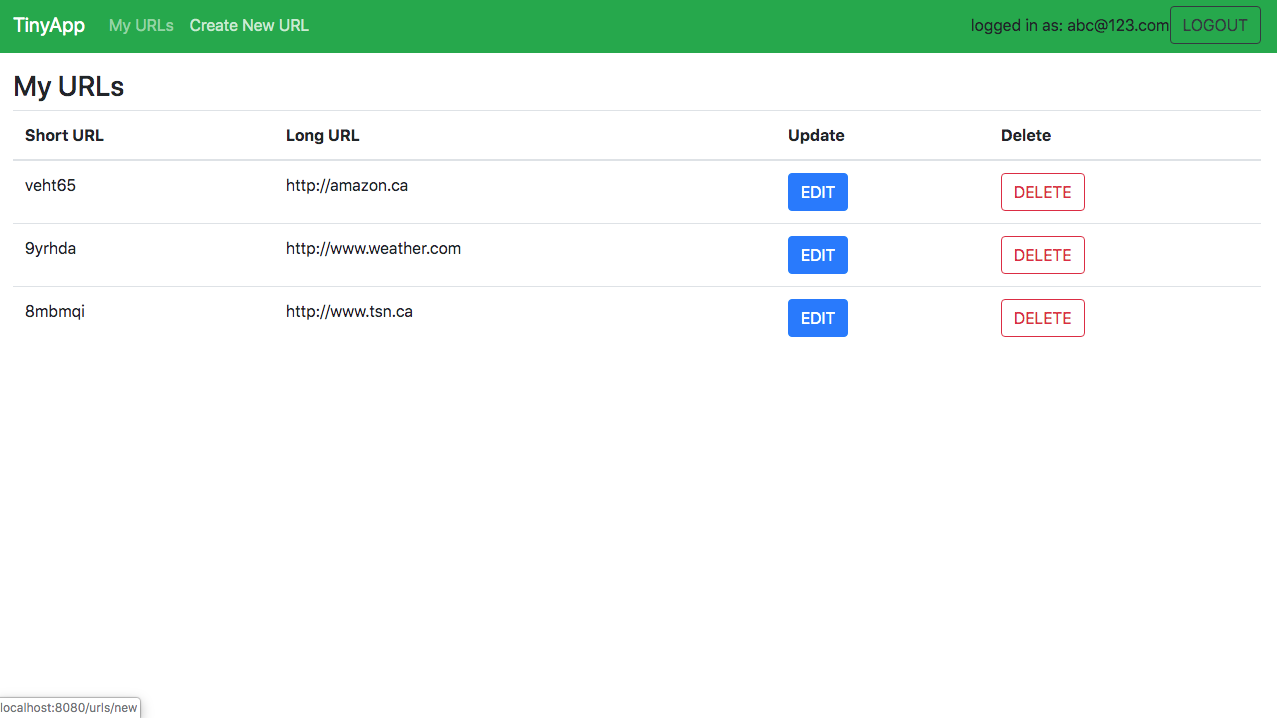 TinyApp My URLs Create New URL logged in as: abc@123.com LOGOUT
My URLs
Short URL Long URL Update Delete
veht65 http://amazon.ca EDIT DELETE
9yrhda http://www.weather.com EDIT DELETE
8mbmqi http://www.tsn.ca EDIT DELETE
localhost:8080/urls/new